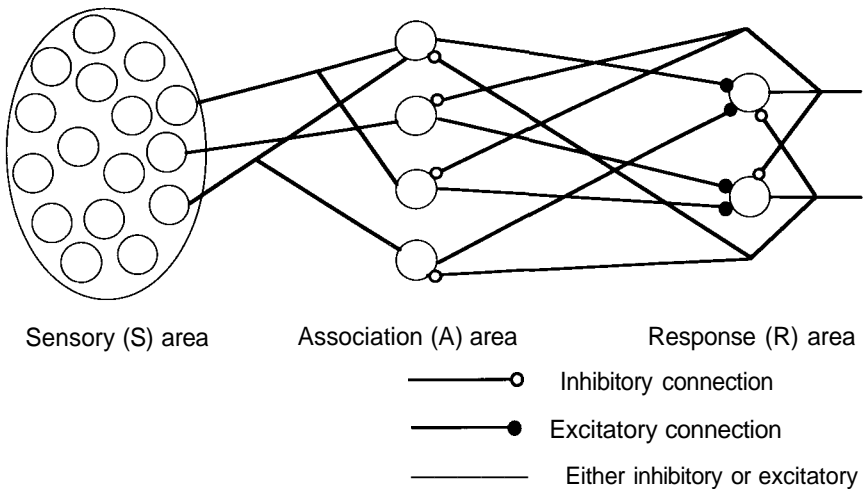 Sensory (S) area
Association (A) area
Response (R) area
Inhibitory connection
Excitatory connection
Either inhibitory or excitatory